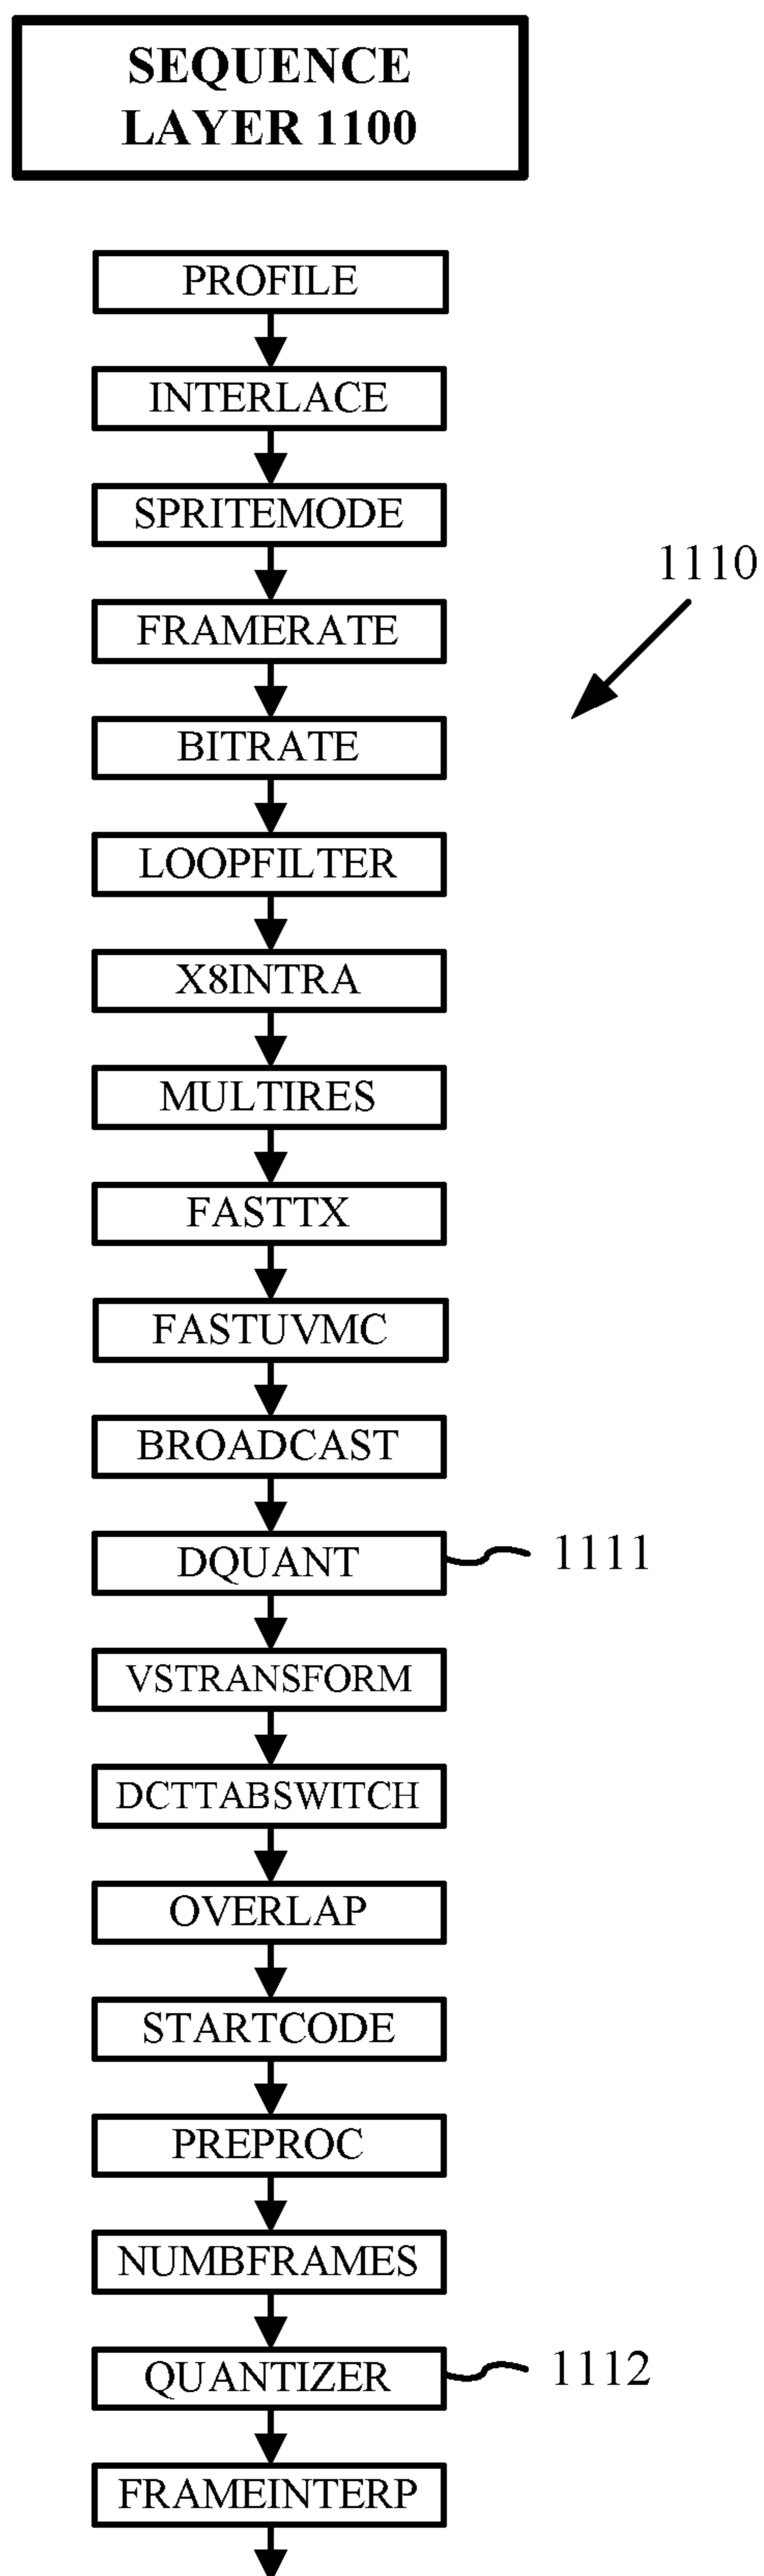 SEQUENCE
LAYER 1100
PROFILE
INTERLACE
SPRITEMODE
1110
FRAMERATE
BITRATE
LOOPFILTER
X8INTRA
MULTIRES
FASTTX
FASTUVMC
BROADCAST
DQUANT
1111
VSTRANSFORM
DCTTABSWITCH
OVERLAP
STARTCODE
PREPROC
NUMBFRAMES
QUANTIZER
1112
FRAMEINTERP